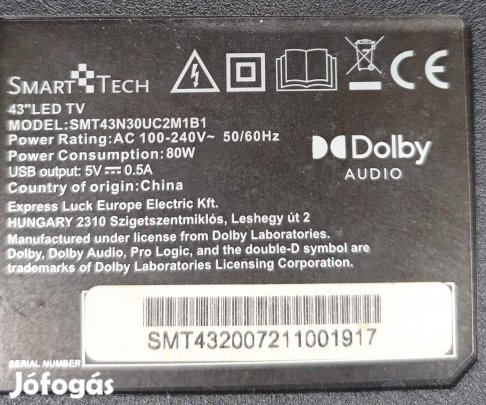 SMART TECH
43"LED TV
MODEL:SMT43N30UC2M1B1
Power Rating:AC 100-240V~ 50/60Hz
Power Consumption:80W
USB output: 5V⎓0.5A
Country of origin:China
Express Luck Europe Electric Kft.
HUNGARY 2310 Szigetszentmiklós, Leshegy út 2
Manufactured under license from Dolby Laboratories.
Dolby, Dolby Audio, Pro Logic, and the double-D symbol are
trademarks of Dolby Laboratories Licensing Corporation.
CE
Dolby
AUDIO
SMT432007211001917
SERIAL NUMBER
Jófogás